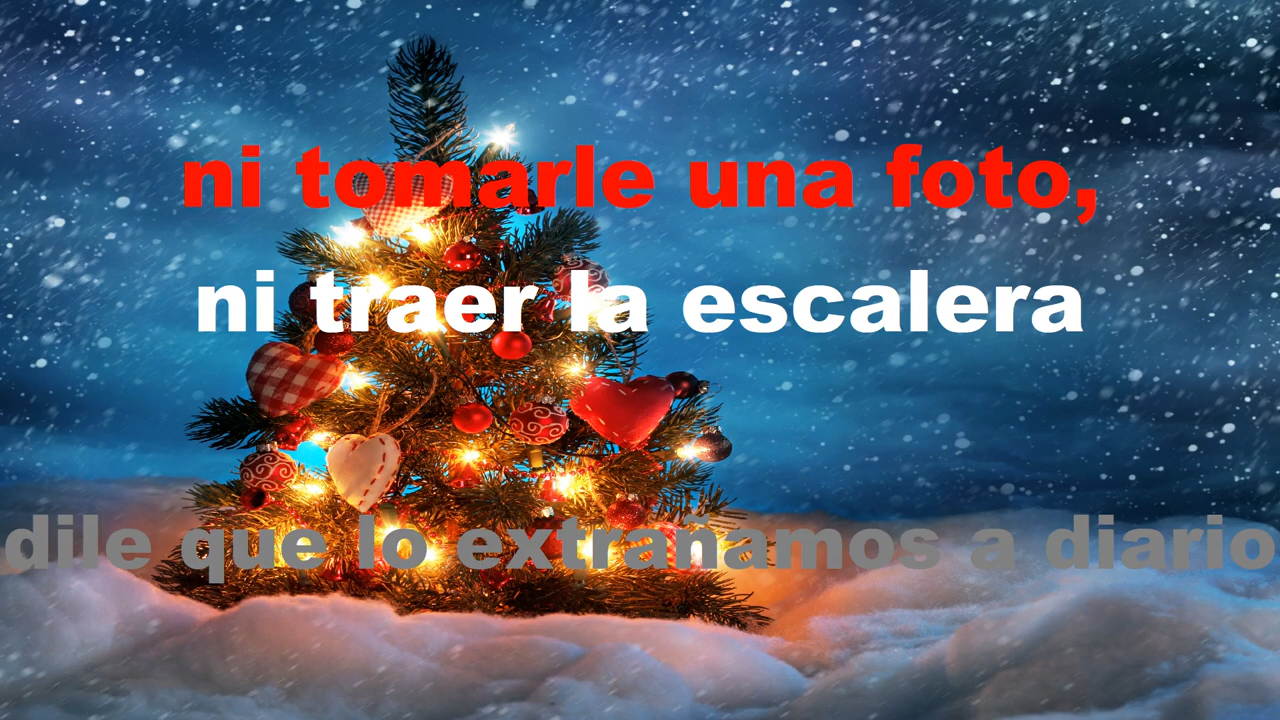 ni tomarle una foto,
ni traer la escalera
dile que lo extrañamos a diario